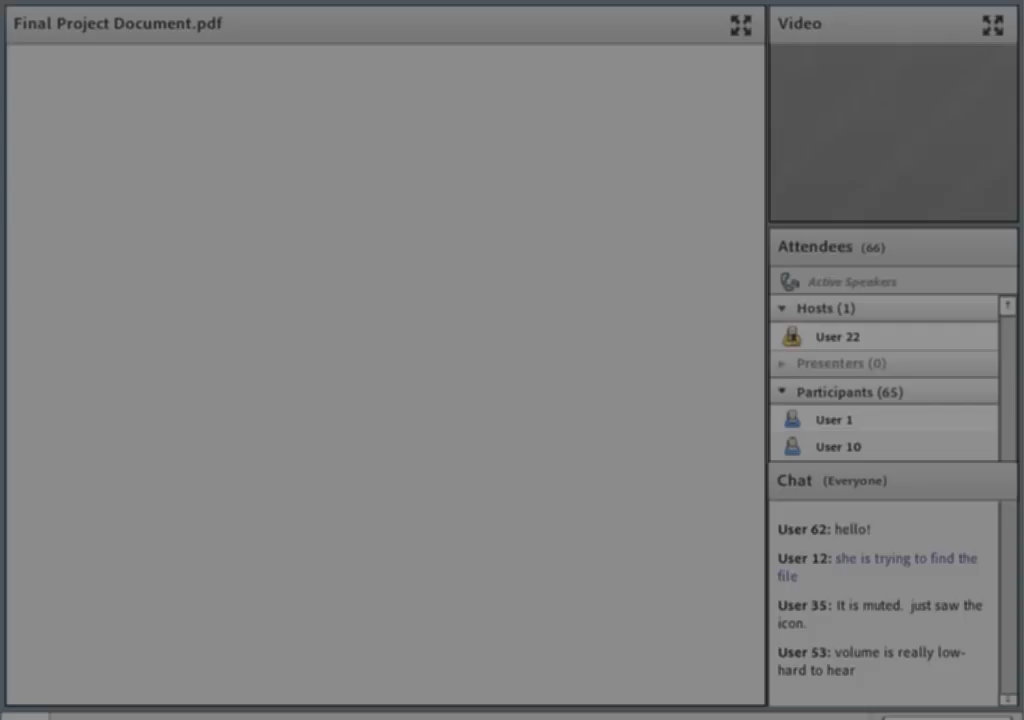 Final Project Document.pdf
Video
Attendees (66)
Active Speakers
Hosts (1)
User 22
Presenters (0)
Participants (65)
User 1
User 10
Chat (Everyone)
User 62: hello!
User 12: she is trying to find the
file
User 35: It is muted. just saw the
icon.
User 53: volume is really low-
hard to hear